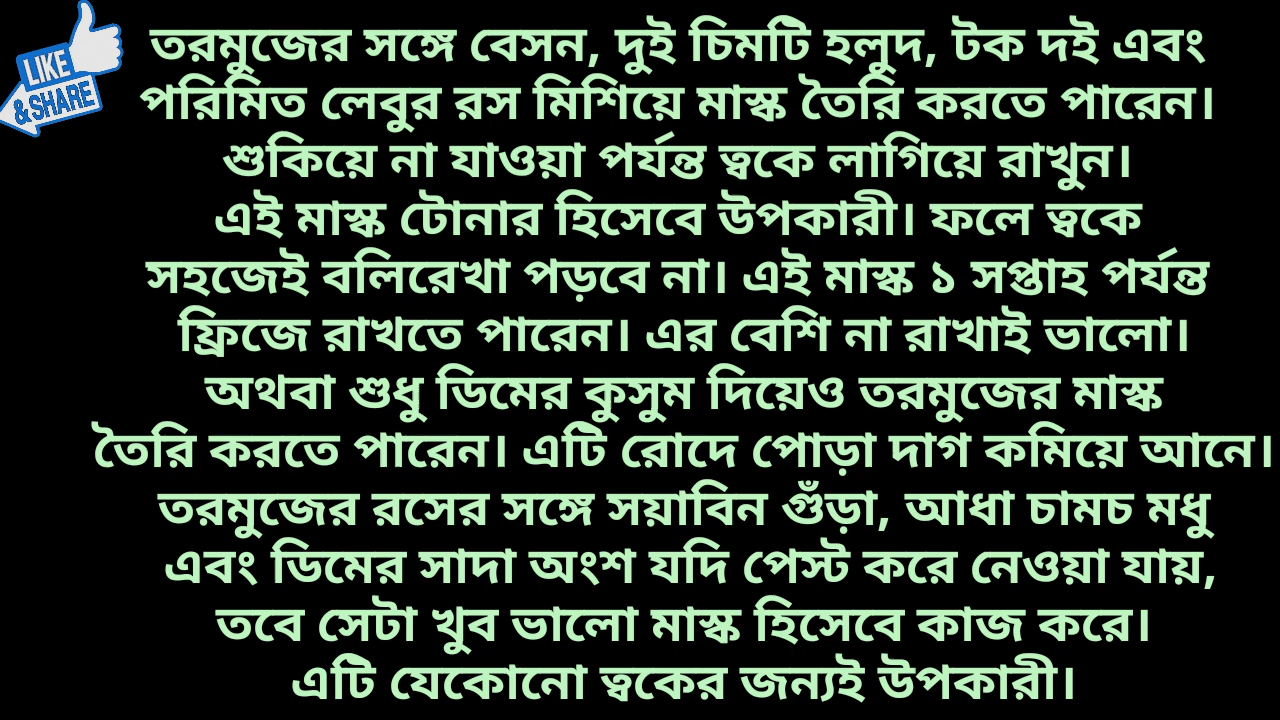 LIKE
& SHARE
তরমুজের সঙ্গে বেসন, দুই চিমটি হলুদ, টক দই এবং
পরিমিত লেবুর রস মিশিয়ে মাস্ক তৈরি করতে পারেন।
শুকিয়ে না যাওয়া পর্যন্ত ত্বকে লাগিয়ে রাখুন।
এই মাস্ক টোনার হিসেবে উপকারী। ফলে ত্বকে
সহজেই বলিরেখা পড়বে না। এই মাস্ক ১ সপ্তাহ পর্যন্ত
ফ্রিজে রাখতে পারেন। এর বেশি না রাখাই ভালো।
অথবা শুধু ডিমের কুসুম দিয়েও তরমুজের মাস্ক
তৈরি করতে পারেন। এটি রোদে পোড়া দাগ কমিয়ে আনে।
তরমুজের রসের সঙ্গে সয়াবিন গুঁড়া, আধা চামচ মধু
এবং ডিমের সাদা অংশ যদি পেস্ট করে নেওয়া যায়,
তবে সেটা খুব ভালো মাস্ক হিসেবে কাজ করে।
এটি যেকোনো ত্বকের জন্যই উপকারী।